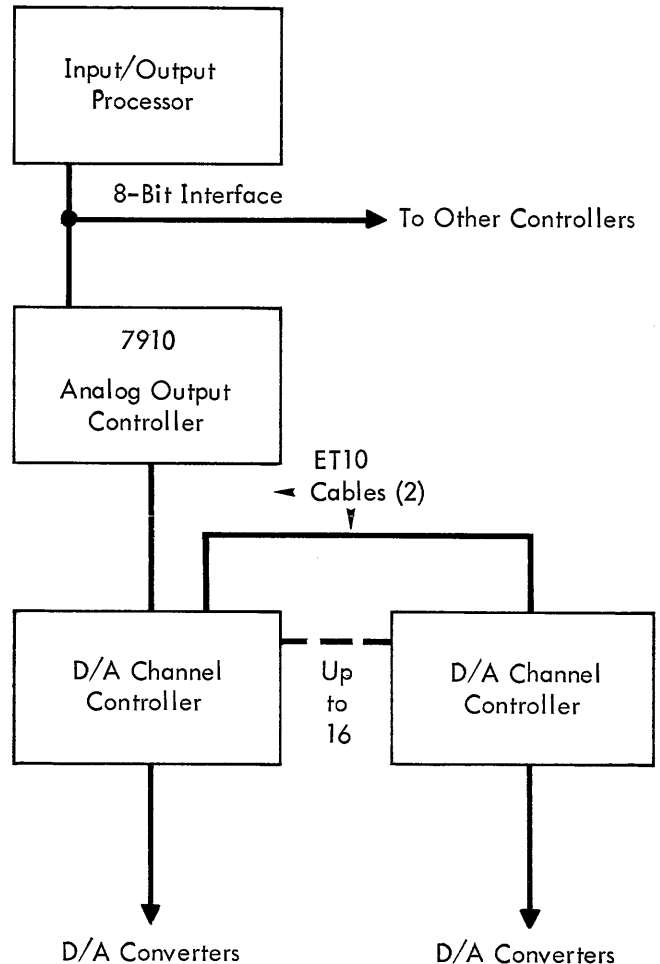 Input/Output
Processor
8-Bit Interface
To Other Controllers
7910
Analog Output
Controller
ET10
Cables (2)
D/A Channel
Controller
Up
to
16
D/A Channel
Controller
D/A Converters
D/A Converters